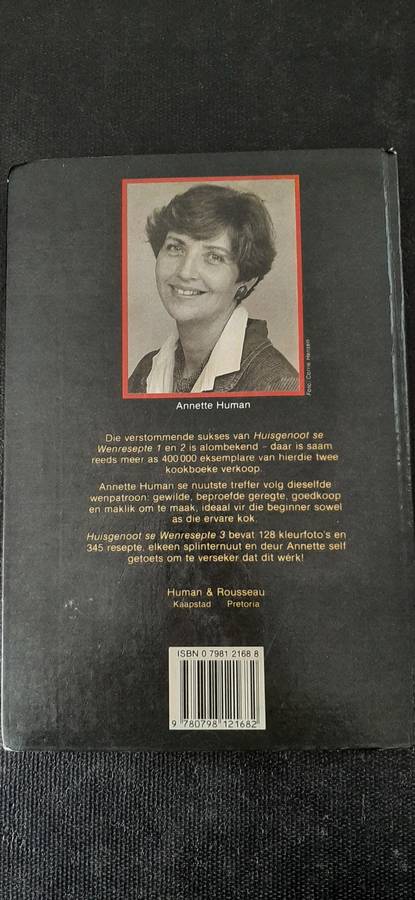 Foto: Corrie Hansen
Annette Human
Die verstommende sukses van Huisgenoot se
Wenresepte 1 en 2 is alombekend – daar is saam
reeds meer as 400 000 eksemplare van hierdie twee
kookboeke verkoop.
Annette Human se nuutste treffer volg dieselfde
wenpatroon: gewilde, beproefde geregte, goedkoop
en maklik om te maak, ideaal vir die beginner sowel
as die ervare kok.
Huisgenoot se Wenresepte 3 bevat 128 kleurfoto's en
345 resepte, elkeen splinternuut en deur Annette self
getoets om te verseker dat dit wérk!
Human & Rousseau
Kaapstad Pretoria
ISBN 0 7981 2168 8
9 780798 121682